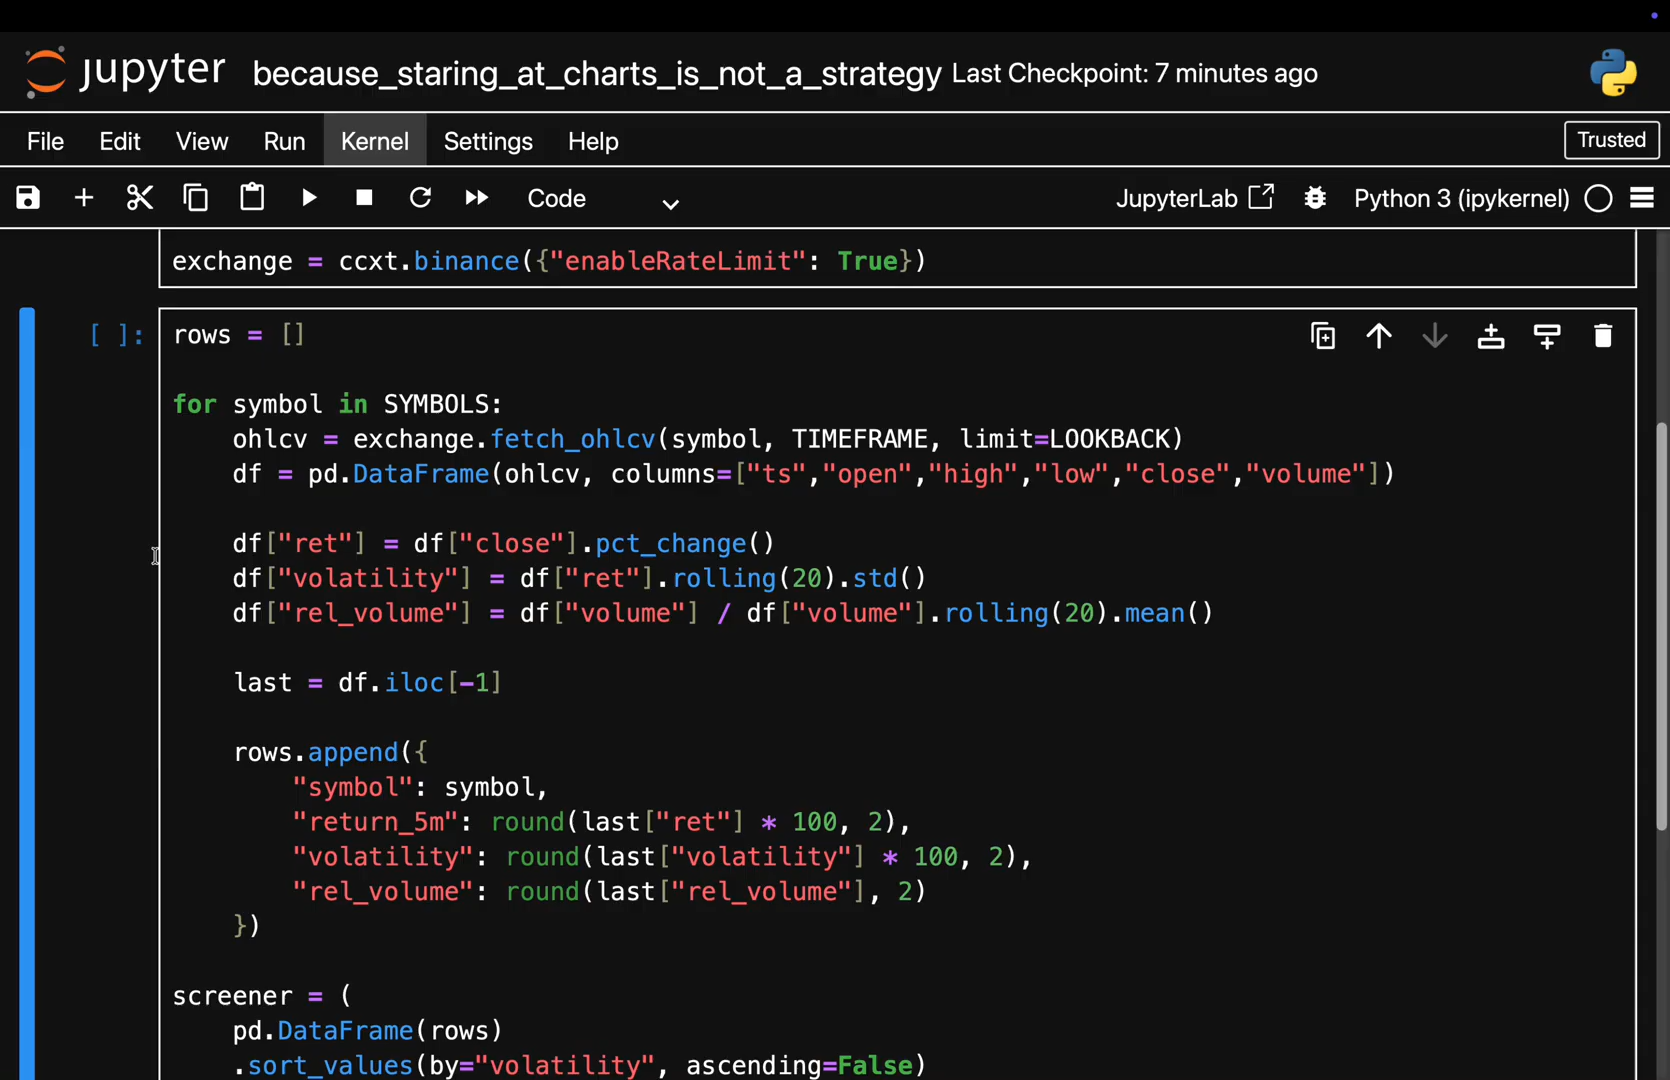 jupyter because_staring_at_charts_is_not_a_strategy Last Checkpoint: 7 minutes ago
File Edit View Run Kernel Settings Help Trusted
Code JupyterLab Python 3 (ipykernel)
exchange = ccxt.binance({"enableRateLimit": True})
[ ]: rows = []
for symbol in SYMBOLS:
    ohlcv = exchange.fetch_ohlcv(symbol, TIMEFRAME, limit=LOOKBACK)
    df = pd.DataFrame(ohlcv, columns=["ts","open","high","low","close","volume"])
    df["ret"] = df["close"].pct_change()
    df["volatility"] = df["ret"].rolling(20).std()
    df["rel_volume"] = df["volume"] / df["volume"].rolling(20).mean()
    last = df.iloc[-1]
    rows.append({
        "symbol": symbol,
        "return_5m": round(last["ret"] * 100, 2),
        "volatility": round(last["volatility"] * 100, 2),
        "rel_volume": round(last["rel_volume"], 2)
    })
screener = (
    pd.DataFrame(rows)
    .sort_values(by="volatility", ascending=False)